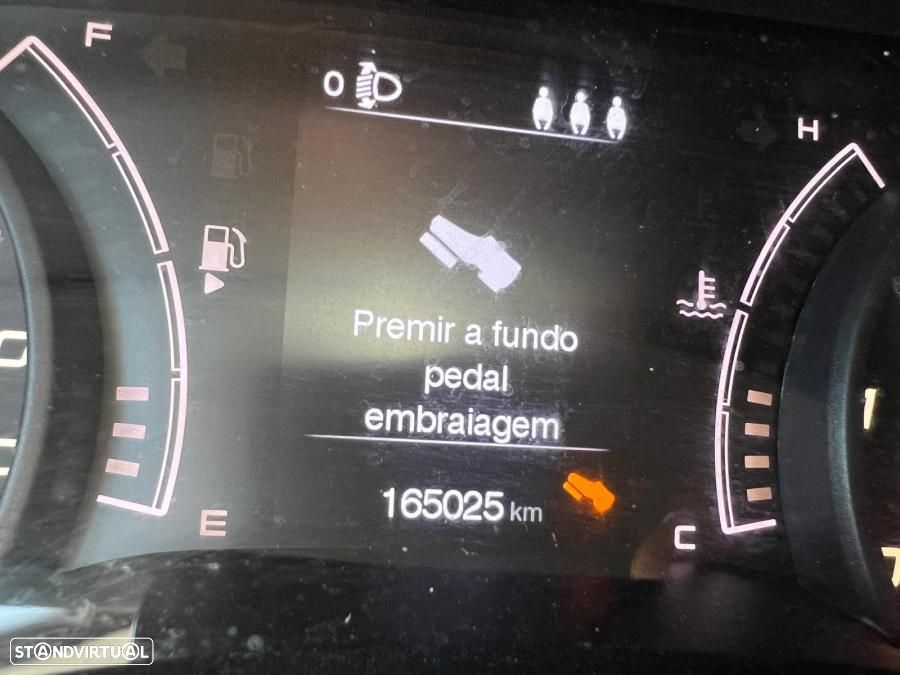 F
0
H
Premir a fundo
pedal
embraiagem
165025 km
E
C
STANDVIRTUAL